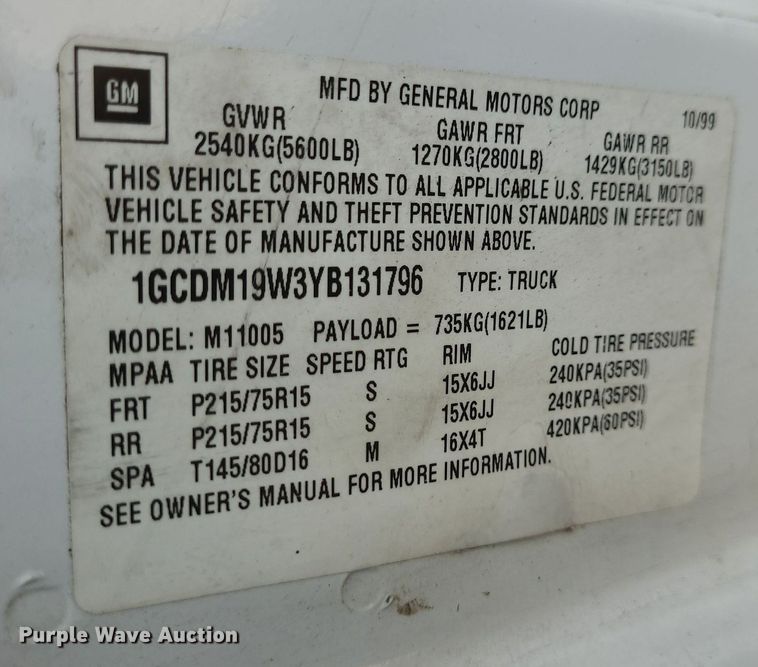 GM
MFD BY GENERAL MOTORS CORP 10/99
GVWR GAWR FRT GAWR RR
2540KG(5600LB) 1270KG(2800LB) 1429KG(3150LB)
THIS VEHICLE CONFORMS TO ALL APPLICABLE U.S. FEDERAL MOTOR
VEHICLE SAFETY AND THEFT PREVENTION STANDARDS IN EFFECT ON
THE DATE OF MANUFACTURE SHOWN ABOVE.
1GCDM19W3YB131796 TYPE: TRUCK
MODEL: M11005 PAYLOAD = 735KG(1621LB)
MPAA TIRE SIZE SPEED RTG RIM COLD TIRE PRESSURE
FRT P215/75R15 S 15X6JJ 240KPA(35PSI)
RR P215/75R15 S 15X6JJ 240KPA(35PSI)
SPA T145/80D16 M 16X4T 420KPA(60PSI)
SEE OWNER'S MANUAL FOR MORE INFORMATION.
Purple Wave Auction